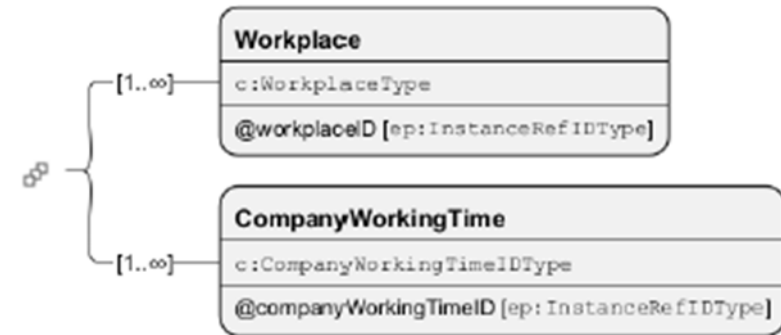 Workplace
[1..∞]
c:WorkplaceType
@workplaceID [ep:InstanceRefIDType]
CompanyWorkingTime
[1..∞]
c:CompanyWorkingTimeIDType
@companyWorkingTimeID [ep:InstanceRefIDType]